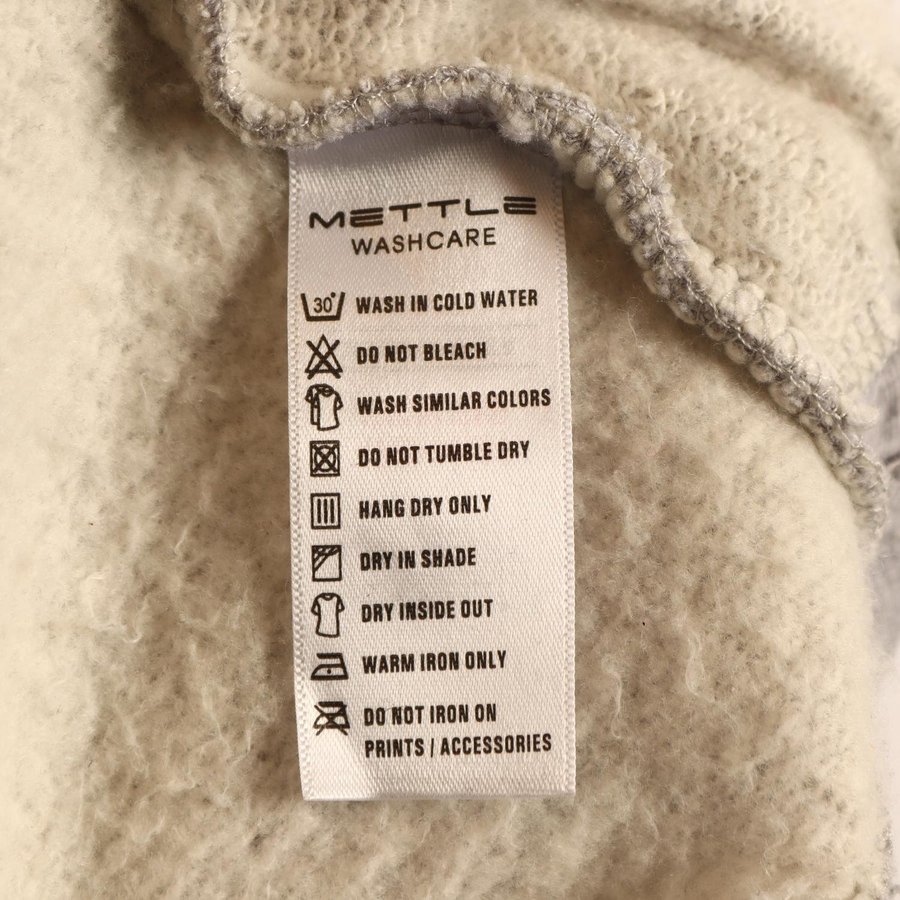 METTLE
WASHCARE
30° WASH IN COLD WATER
DO NOT BLEACH
WASH SIMILAR COLORS
DO NOT TUMBLE DRY
HANG DRY ONLY
DRY IN SHADE
DRY INSIDE OUT
WARM IRON ONLY
DO NOT IRON ON
PRINTS / ACCESSORIES